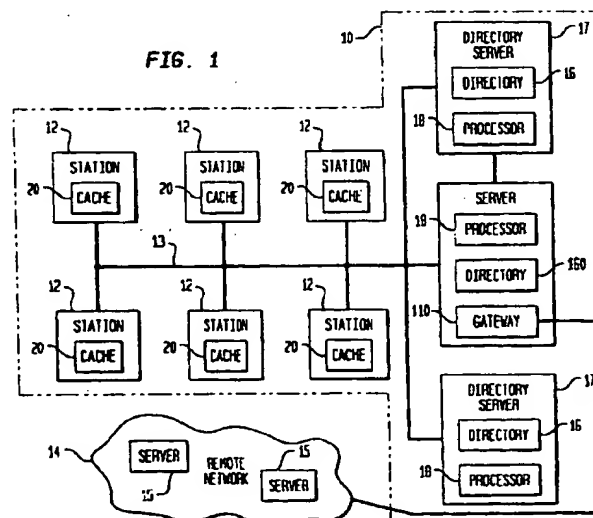 FIG. 1
10
DIRECTORY SERVER
17
DIRECTORY
16
18
PROCESSOR
12
STATION
20
CACHE
12
STATION
20
CACHE
12
STATION
20
CACHE
SERVER
19
PROCESSOR
13
DIRECTORY
160
110
GATEWAY
12
STATION
20
CACHE
12
STATION
20
CACHE
12
STATION
20
CACHE
17
DIRECTORY SERVER
DIRECTORY
16
18
PROCESSOR
14
SERVER
15
REMOTE NETWORK
15
SERVER